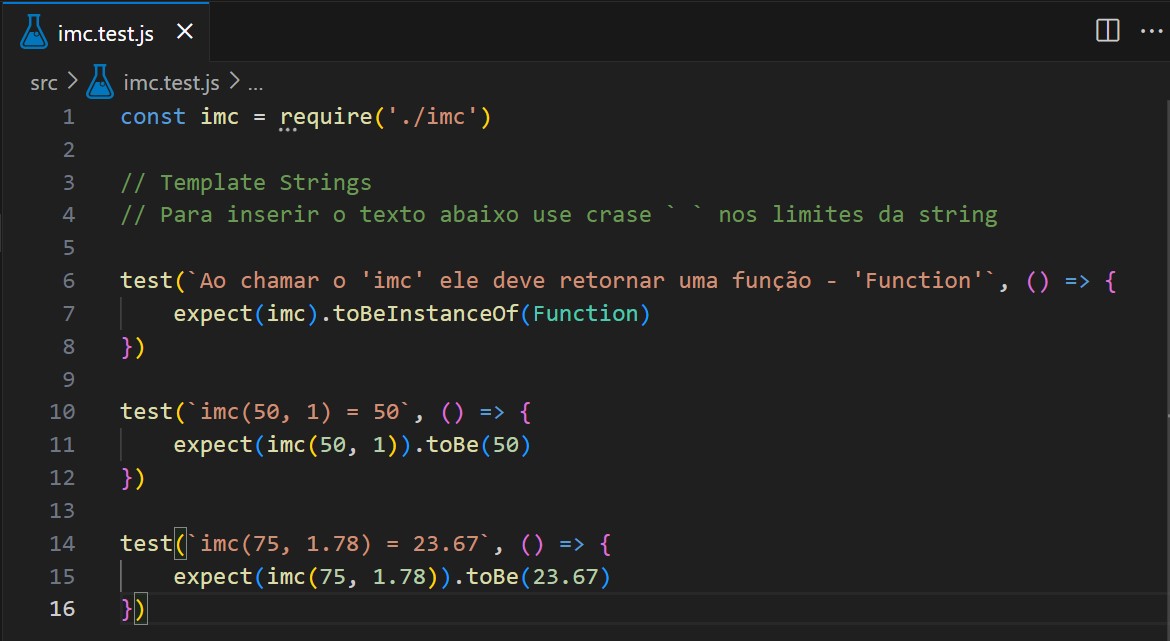 imc.test.js ×
src > imc.test.js > ...
1 const imc = require('./imc')
2
3 // Template Strings
4 // Para inserir o texto abaixo use crase ` ` nos limites da string
5
6 test(`Ao chamar o 'imc' ele deve retornar uma função - 'Function'`, () => {
7     expect(imc).toBeInstanceOf(Function)
8 })
9
10 test(`imc(50, 1) = 50`, () => {
11     expect(imc(50, 1)).toBe(50)
12 })
13
14 test(`imc(75, 1.78) = 23.67`, () => {
15     expect(imc(75, 1.78)).toBe(23.67)
16 })